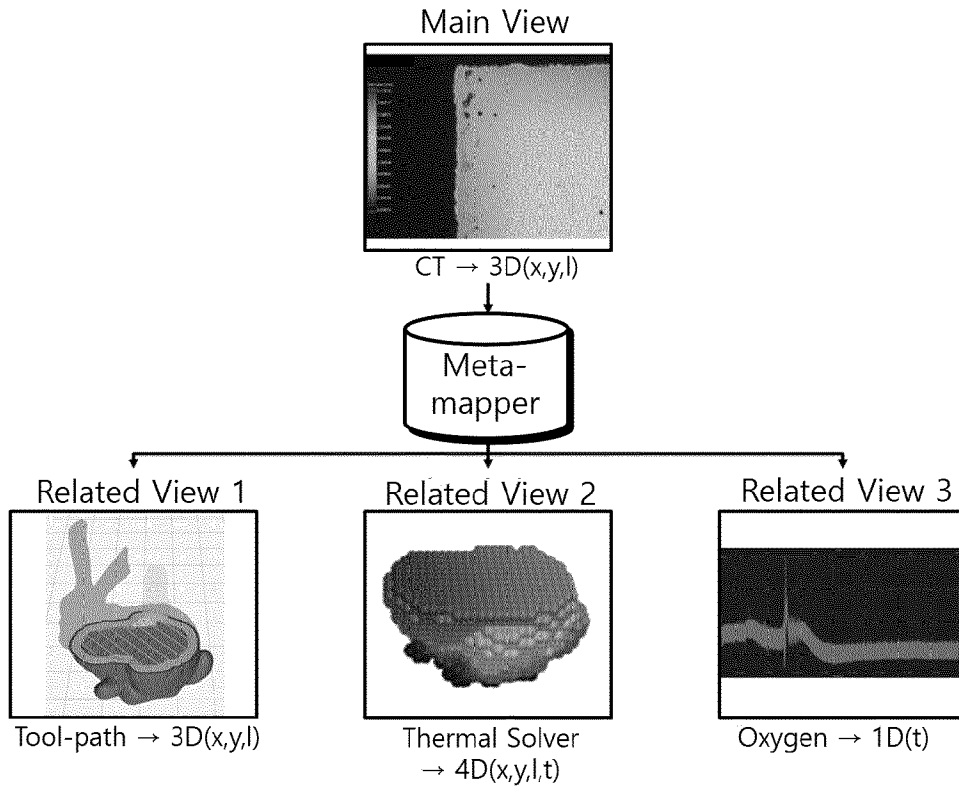 Main View
CT → 3D(x,y,l)
Meta-
mapper
Related View 1
Related View 2
Related View 3
Tool-path → 3D(x,y,l)
Thermal Solver
→ 4D(x,y,l,t)
Oxygen → 1D(t)